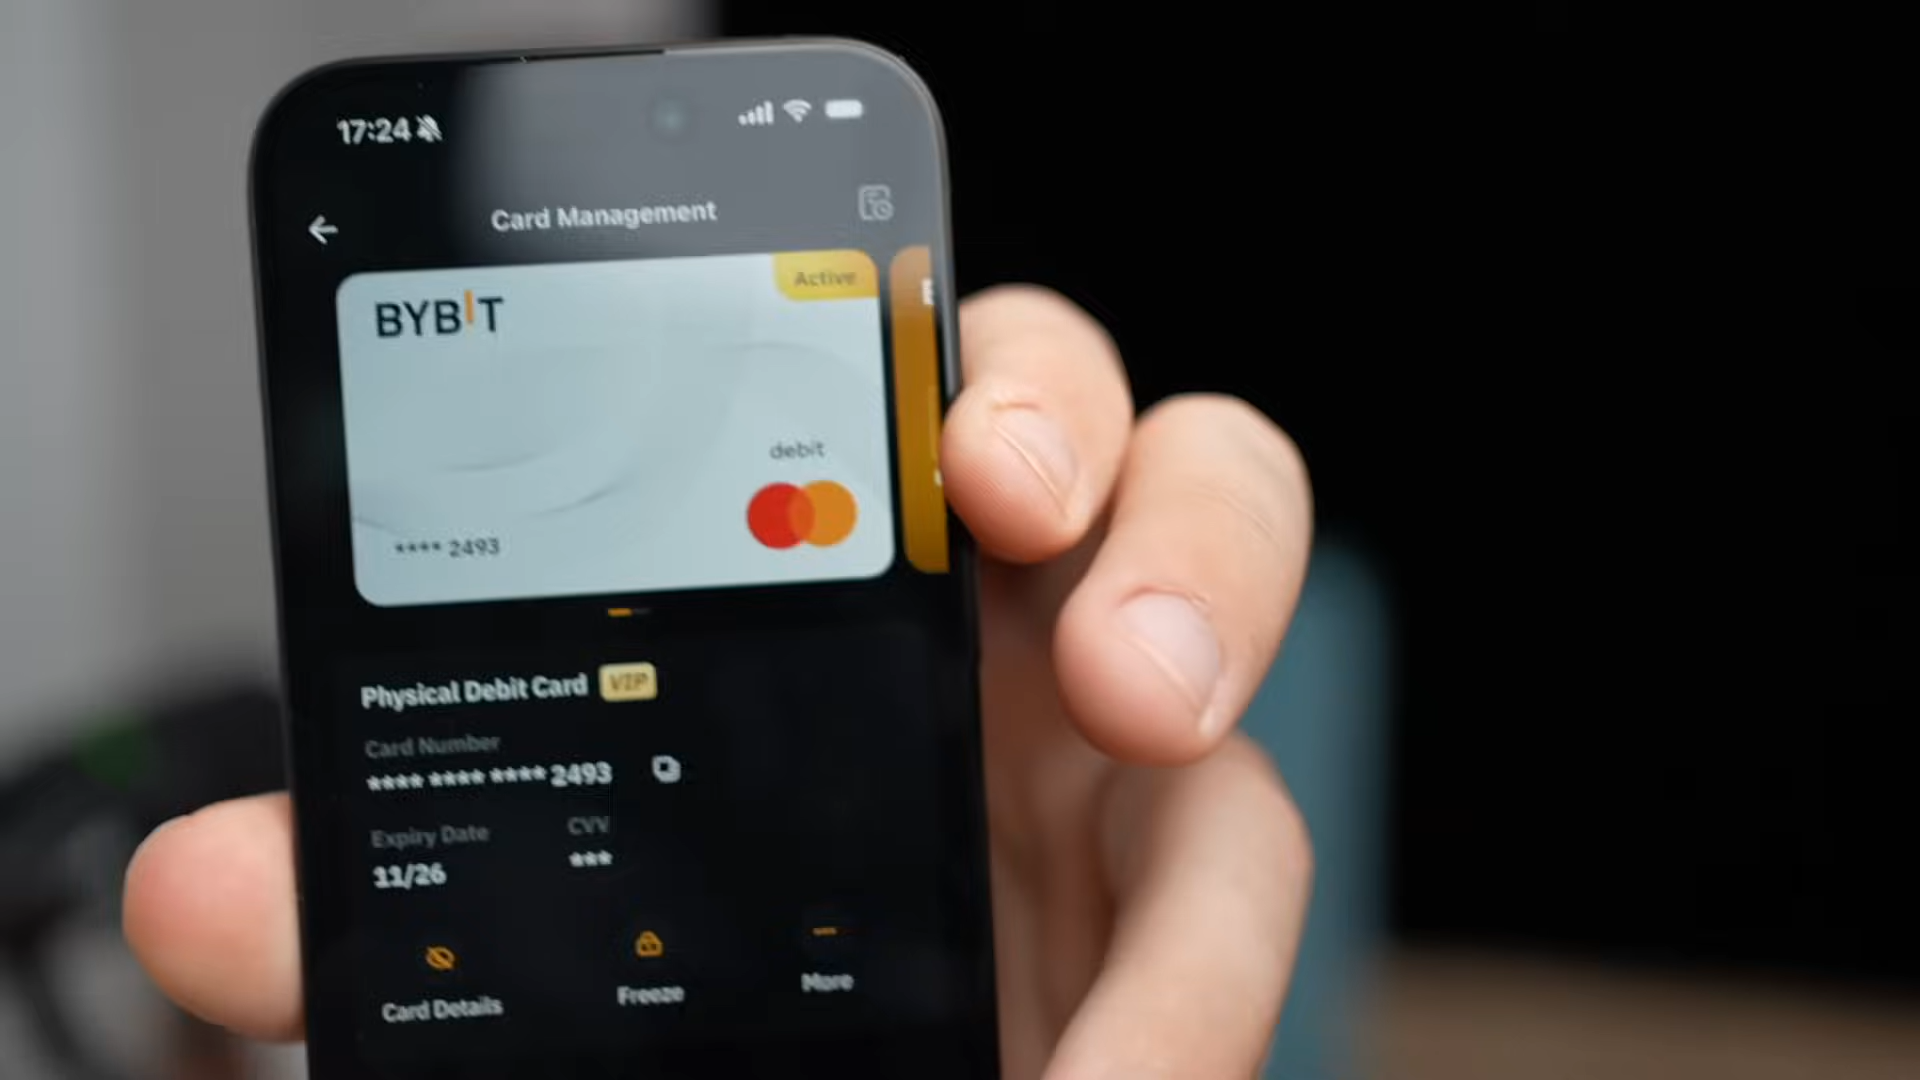 17:24
Card Management
Active
BYBIT
debit
**** 2493
Physical Debit Card VIP
Card Number
**** **** **** 2493
Expiry Date CVV
11/26 ***
Card Details Freeze More